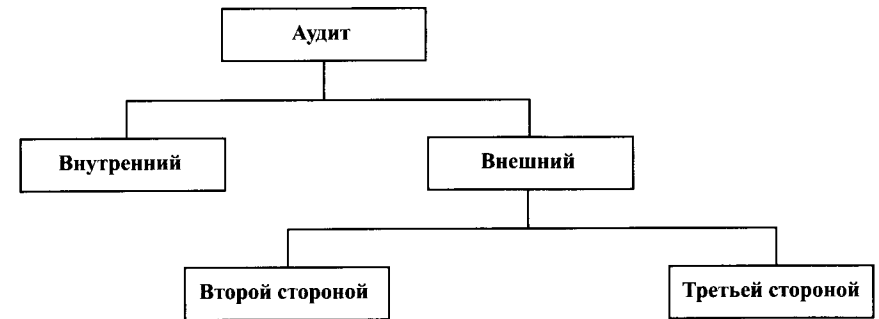 Аудит
Внутренний
Внешний
Второй стороной
Третьей стороной